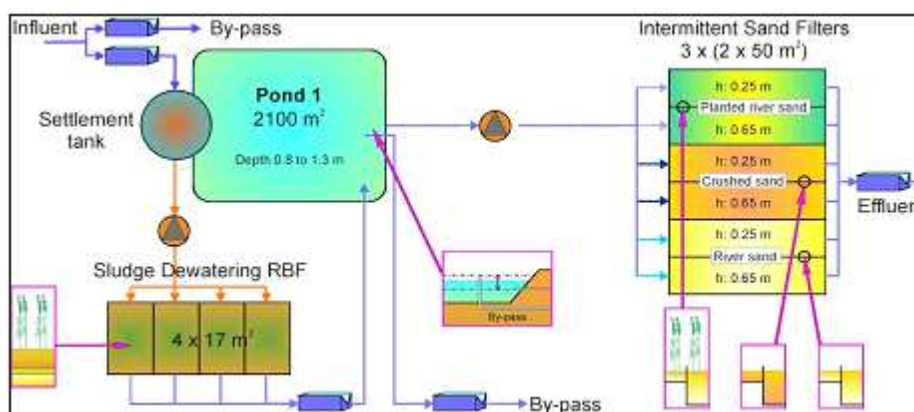 Influent
By-pass
Intermittent Sand Filters
3 x (2 x 50 m²)
Pond 1
2100 m²
Depth 0.8 to 1.3 m
Settlement
tank
h: 0.25 m
Planted river sand
h: 0.65 m
h: 0.25 m
Crushed sand
h: 0.65 m
h: 0.25 m
River sand
h: 0.65 m
Effluen
Sludge Dewatering RBF
4 x 17 m²
By-pass
By-pass